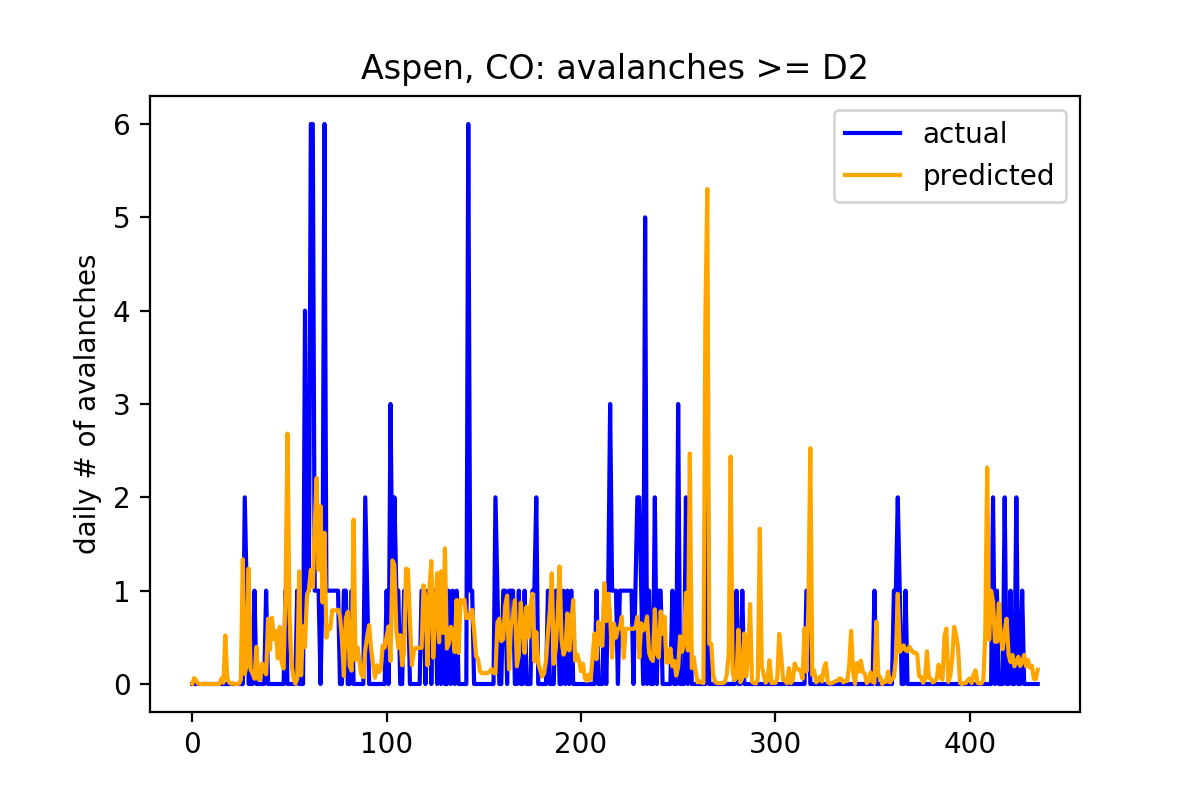 Aspen, CO: avalanches >= D2
actual
predicted
daily # of avalanches
6
5
4
3
2
1
0
0 100 200 300 400